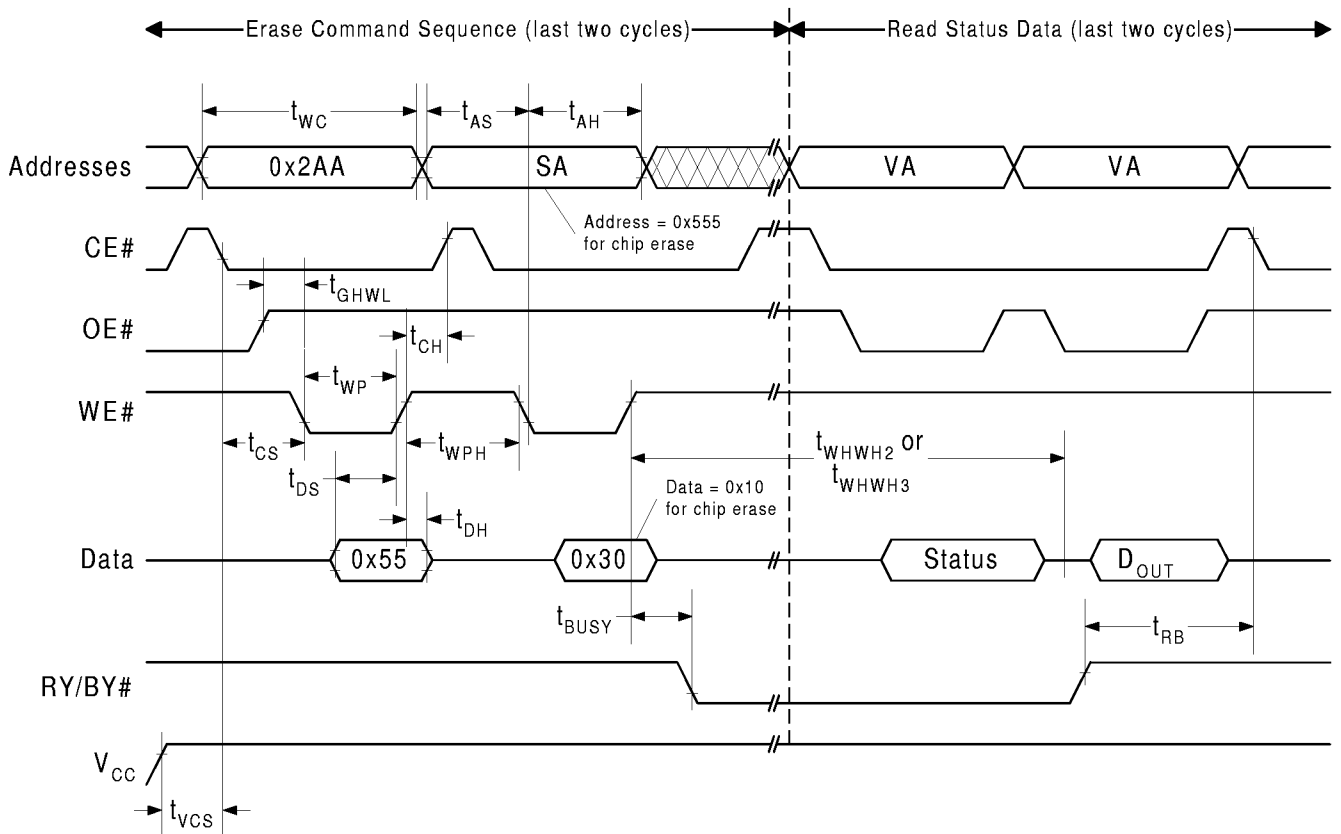 Erase Command Sequence (last two cycles)
Read Status Data (last two cycles)
tWC
tAS
tAH
Addresses
0x2AA
SA
VA
VA
Address = 0x555
for chip erase
CE#
tGHWL
OE#
tCH
tWP
WE#
tCS
tWPH
tWHWH2 or
tWHWH3
tDS
Data = 0x10
for chip erase
tDH
Data
0x55
0x30
Status
DOUT
tBUSY
tRB
RY/BY#
VCC
tVCS